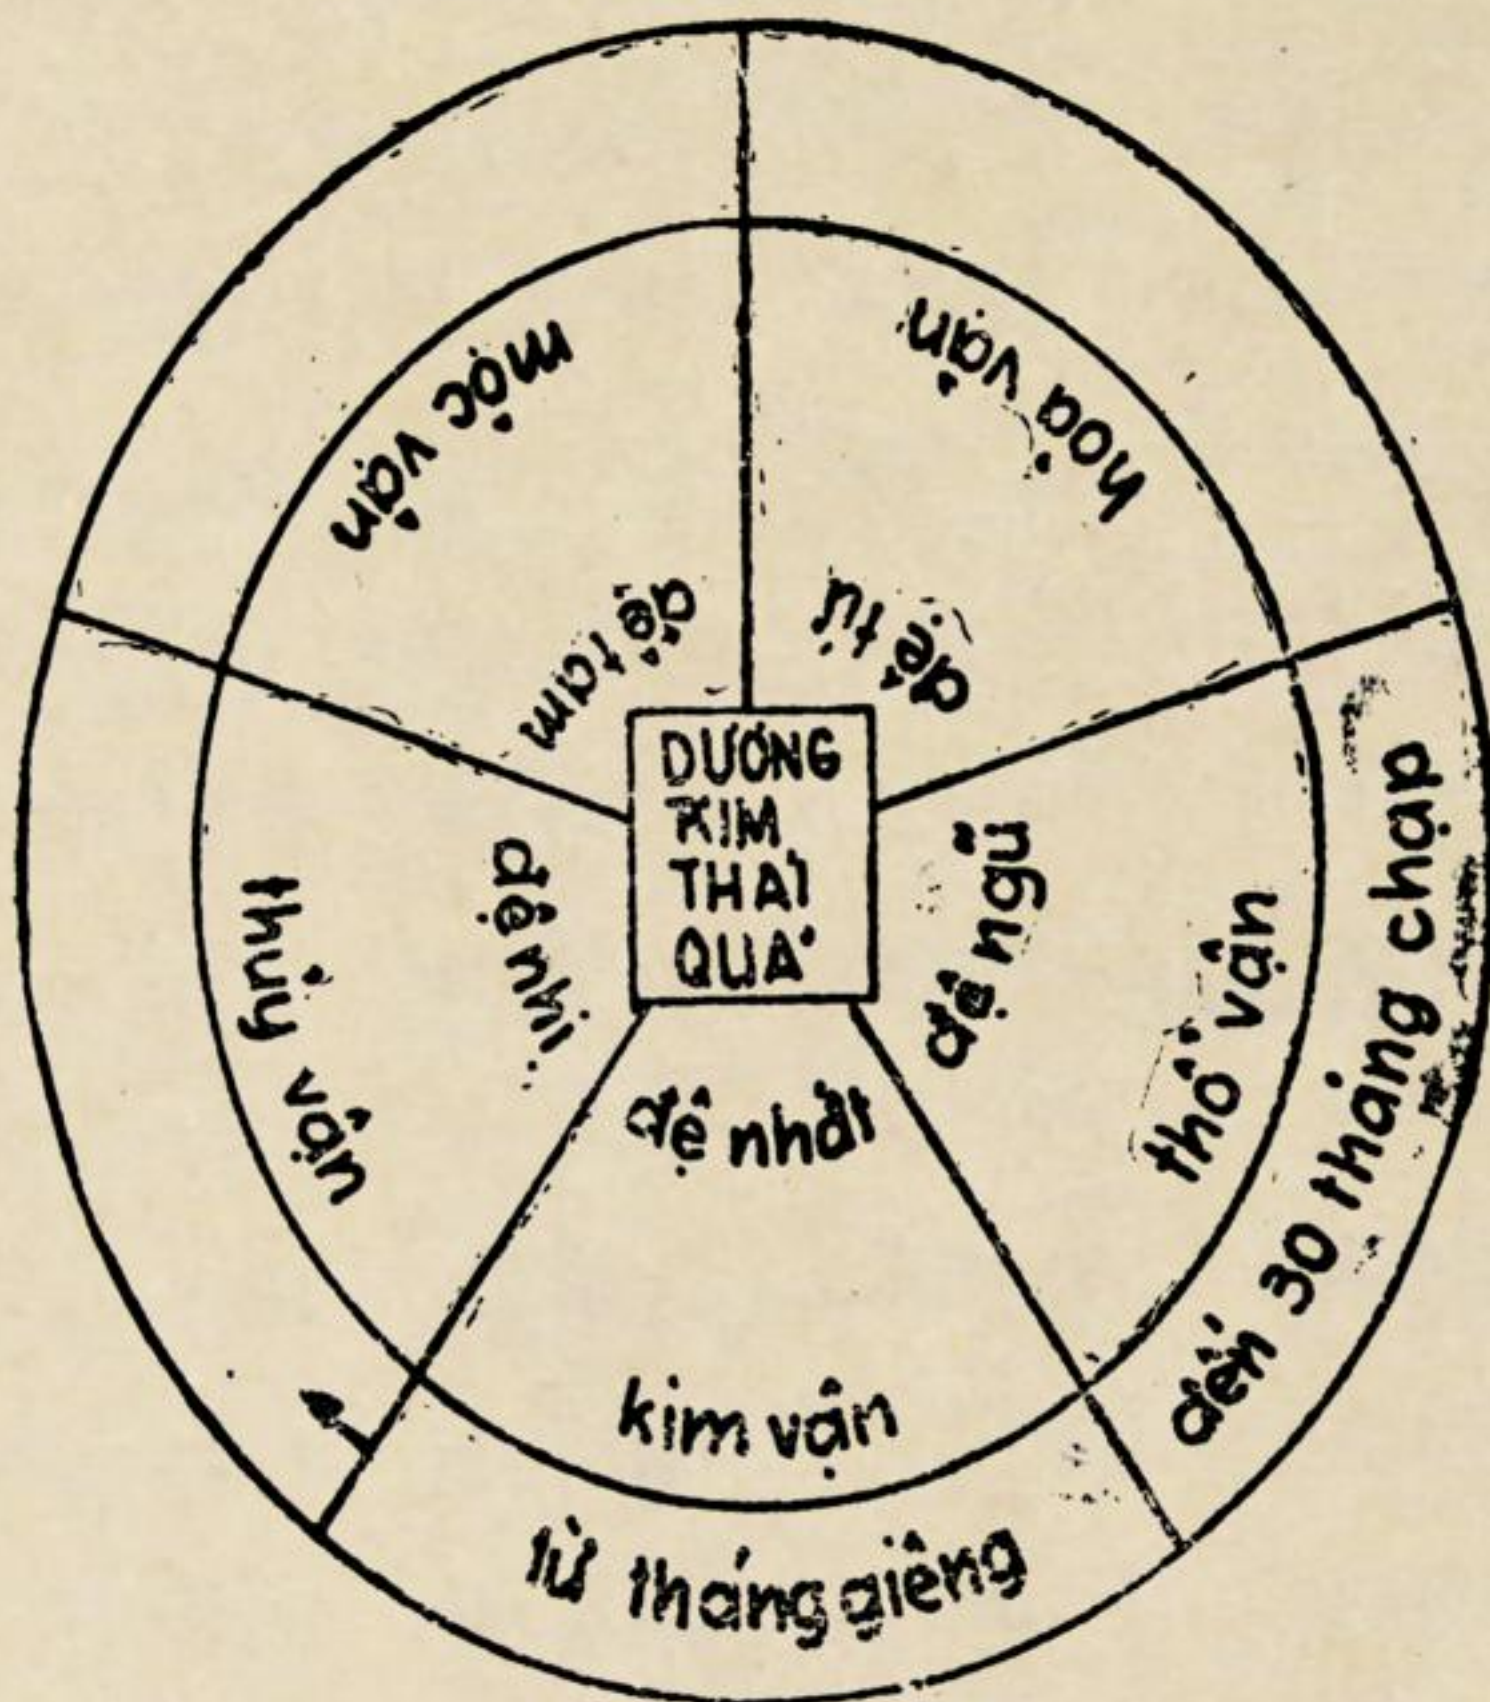 DƯƠNG
KIM
THÁI
QUÁ
đệ nhất
kim vận
từ tháng giêng
đệ nhị...
thuỷ vận
đệ tam
mộc vận
đệ tứ
hỏa vận
đệ ngũ
thổ vận
đến 30 tháng chạp